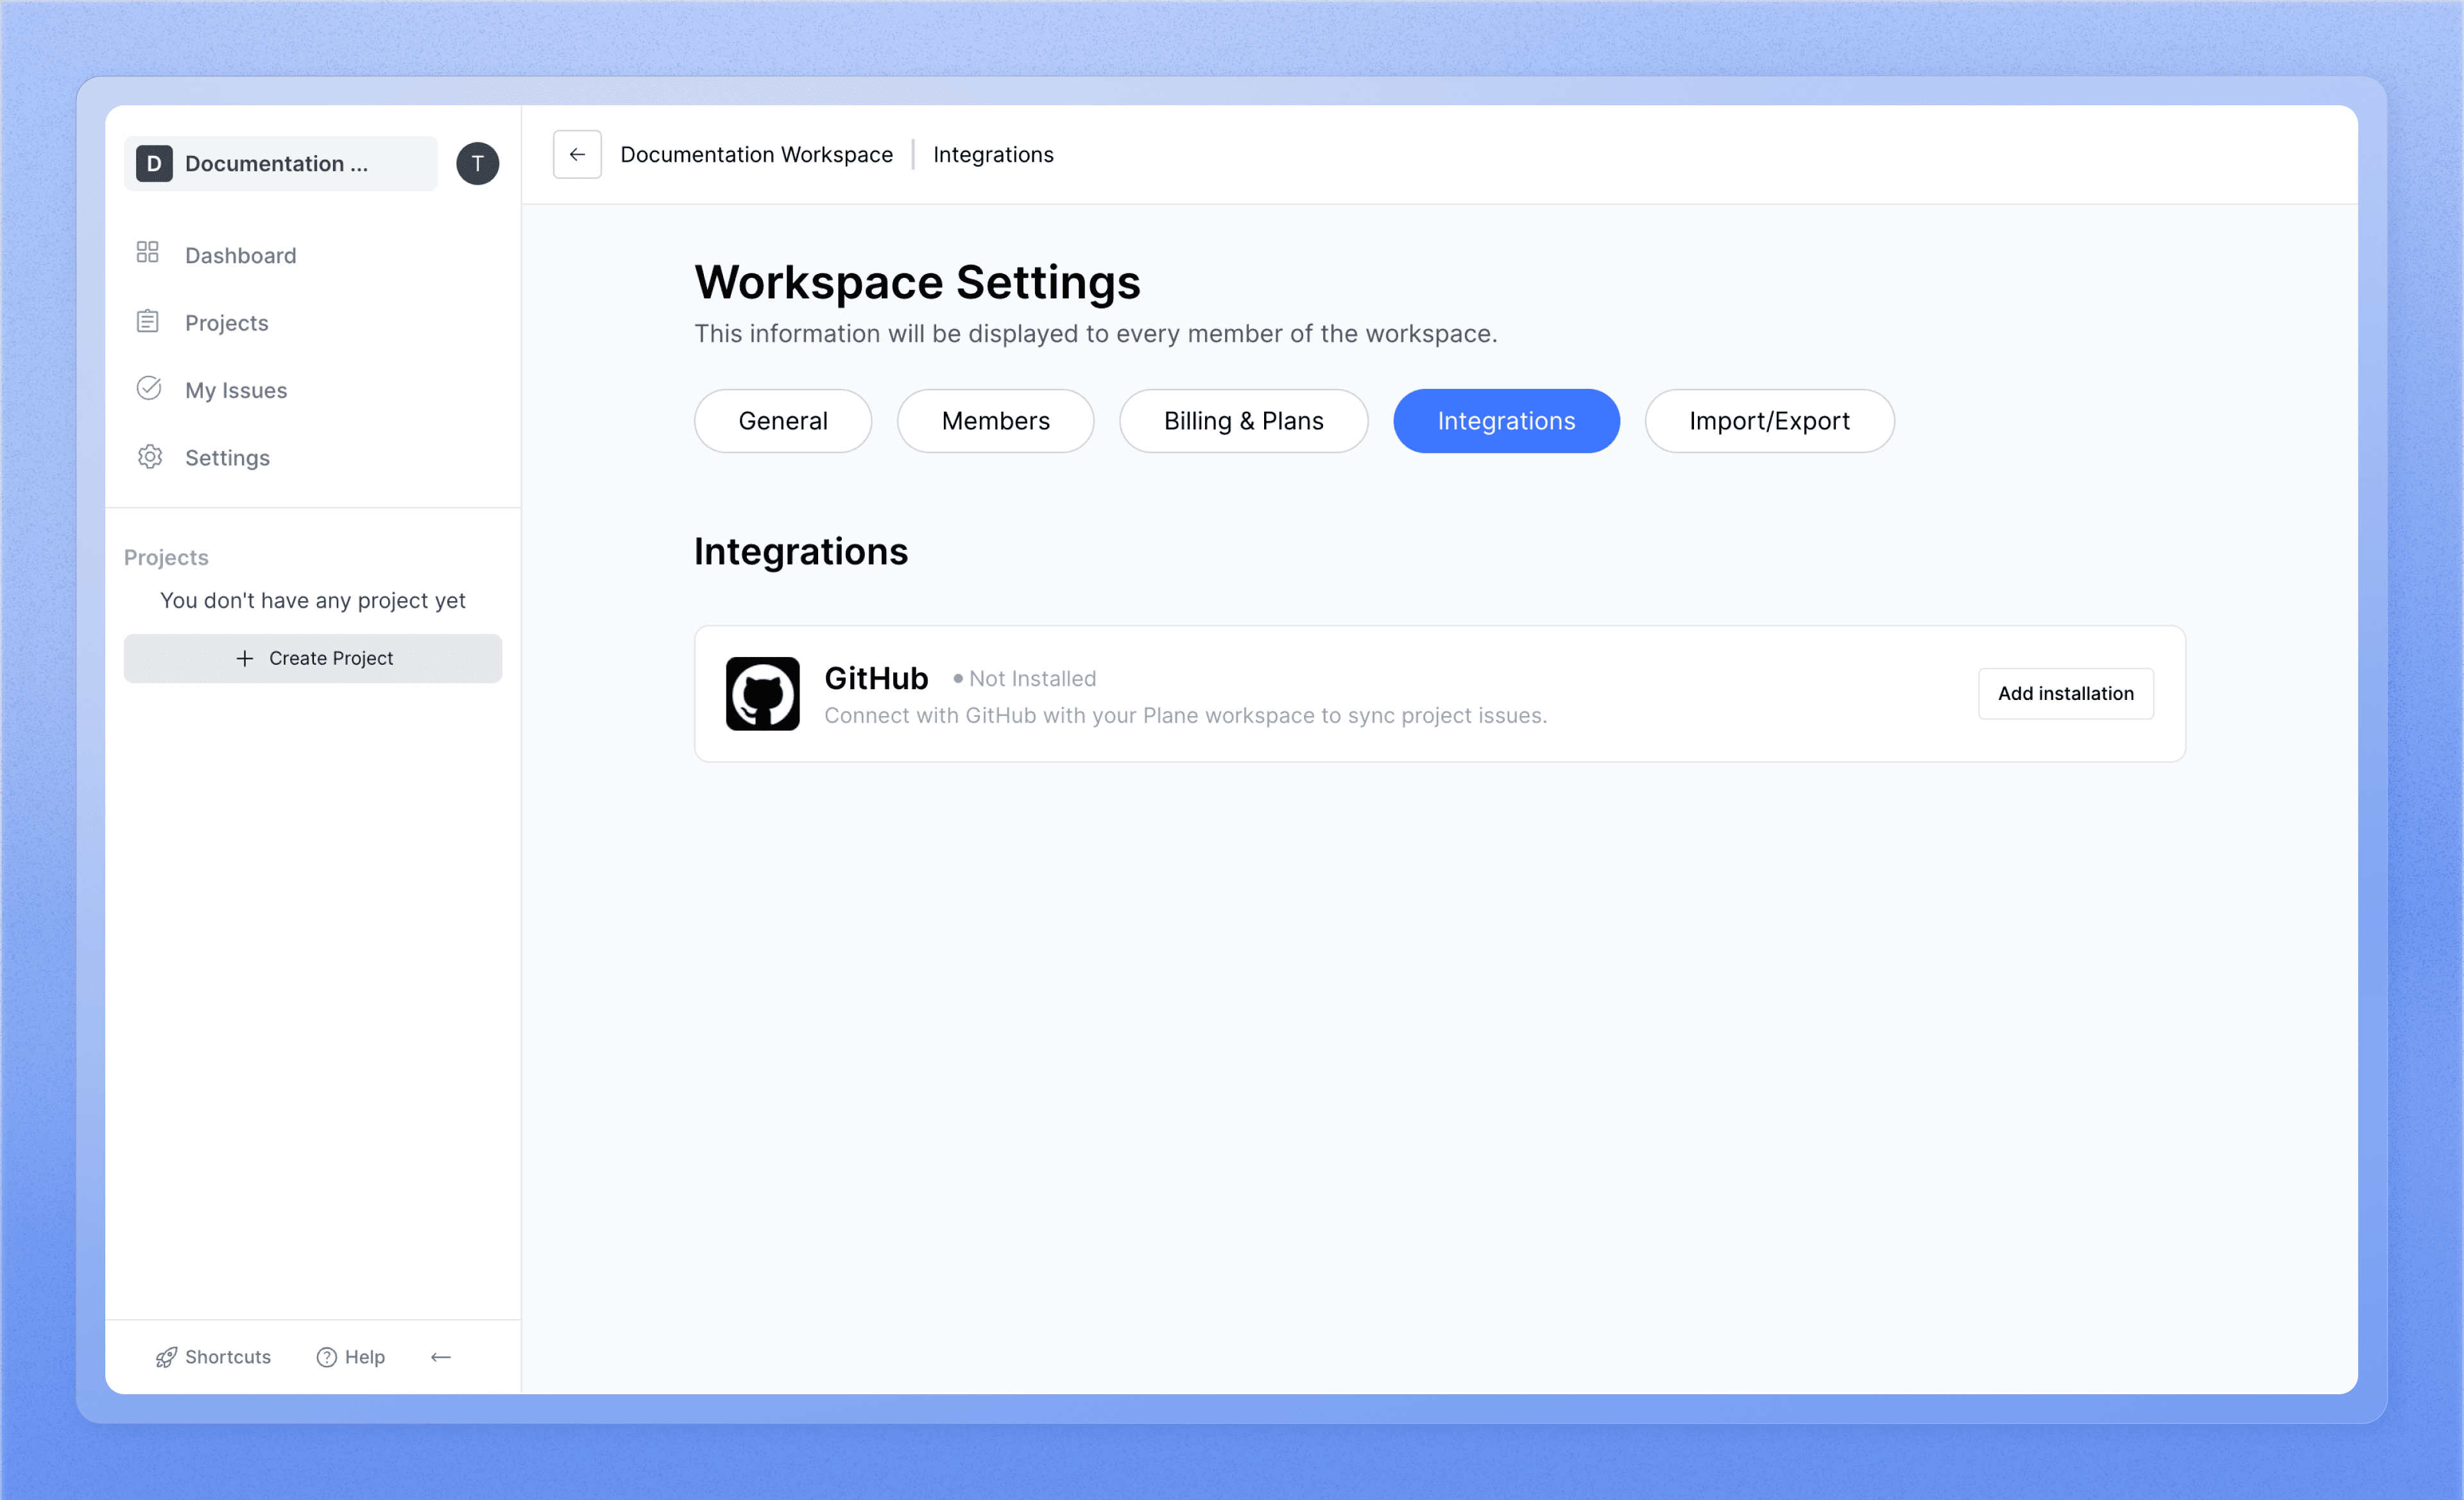 D Documentation ... T
Dashboard
Projects
My Issues
Settings
Projects
You don't have any project yet
Create Project
Shortcuts Help
Documentation Workspace Integrations
Workspace Settings
This information will be displayed to every member of the workspace.
General Members Billing & Plans Integrations Import/Export
Integrations
GitHub Not Installed
Connect with GitHub with your Plane workspace to sync project issues.
Add installation